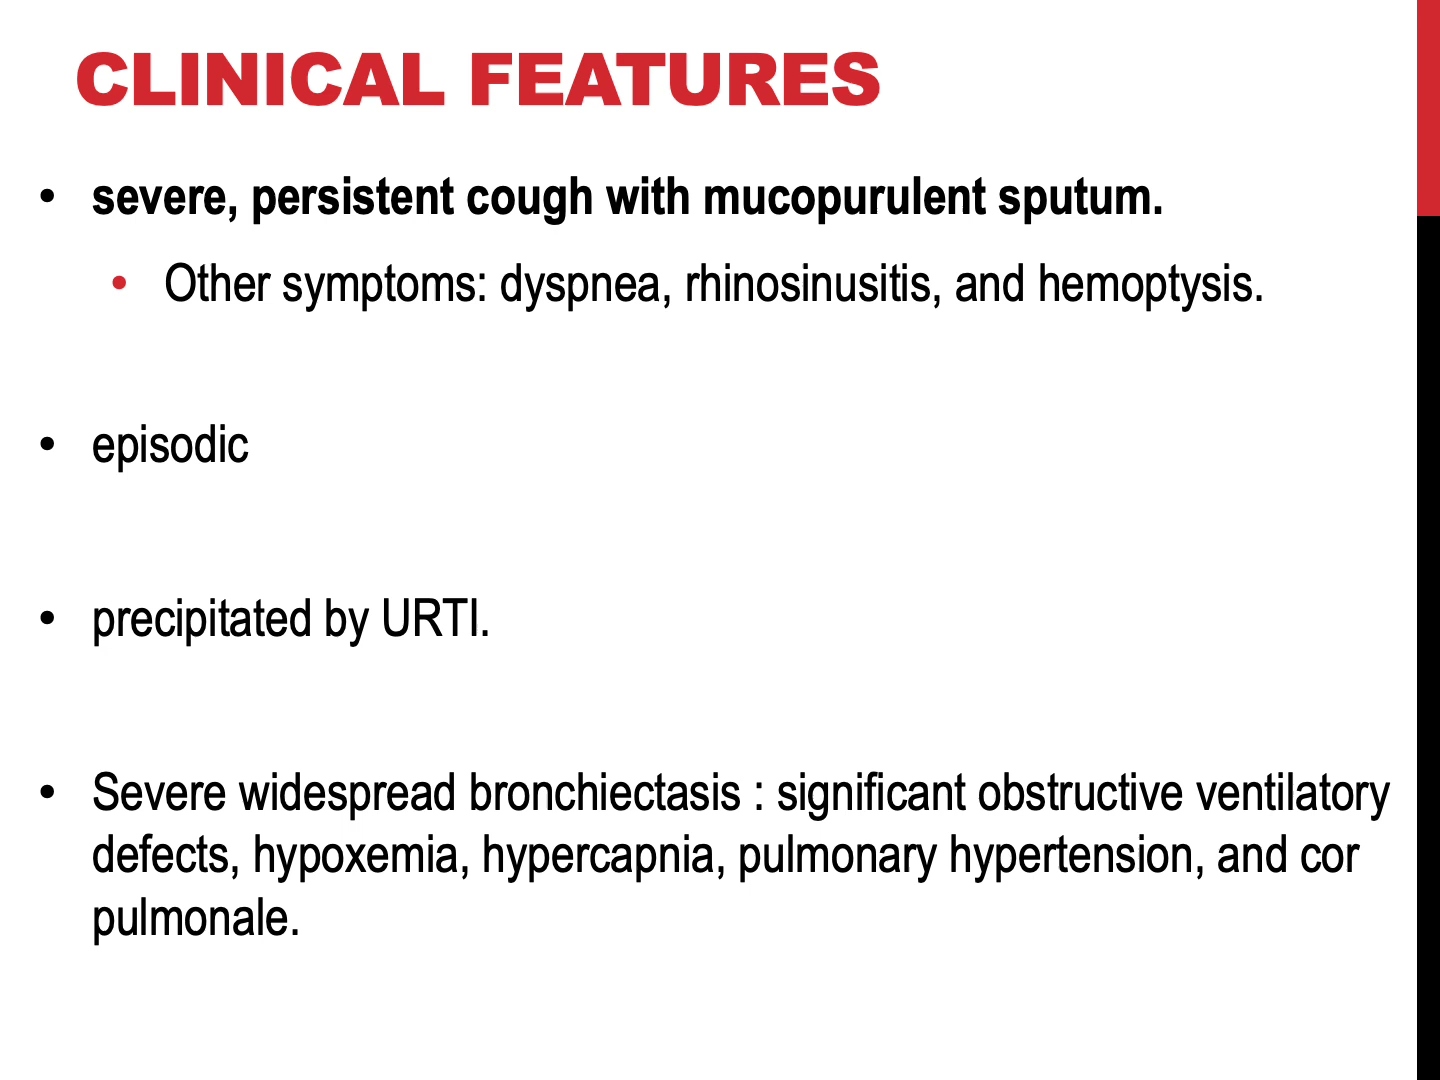 CLINICAL FEATURES
• severe, persistent cough with mucopurulent sputum.
• Other symptoms: dyspnea, rhinosinusitis, and hemoptysis.
• episodic
• precipitated by URTI.
• Severe widespread bronchiectasis : significant obstructive ventilatory
defects, hypoxemia, hypercapnia, pulmonary hypertension, and cor
pulmonale.